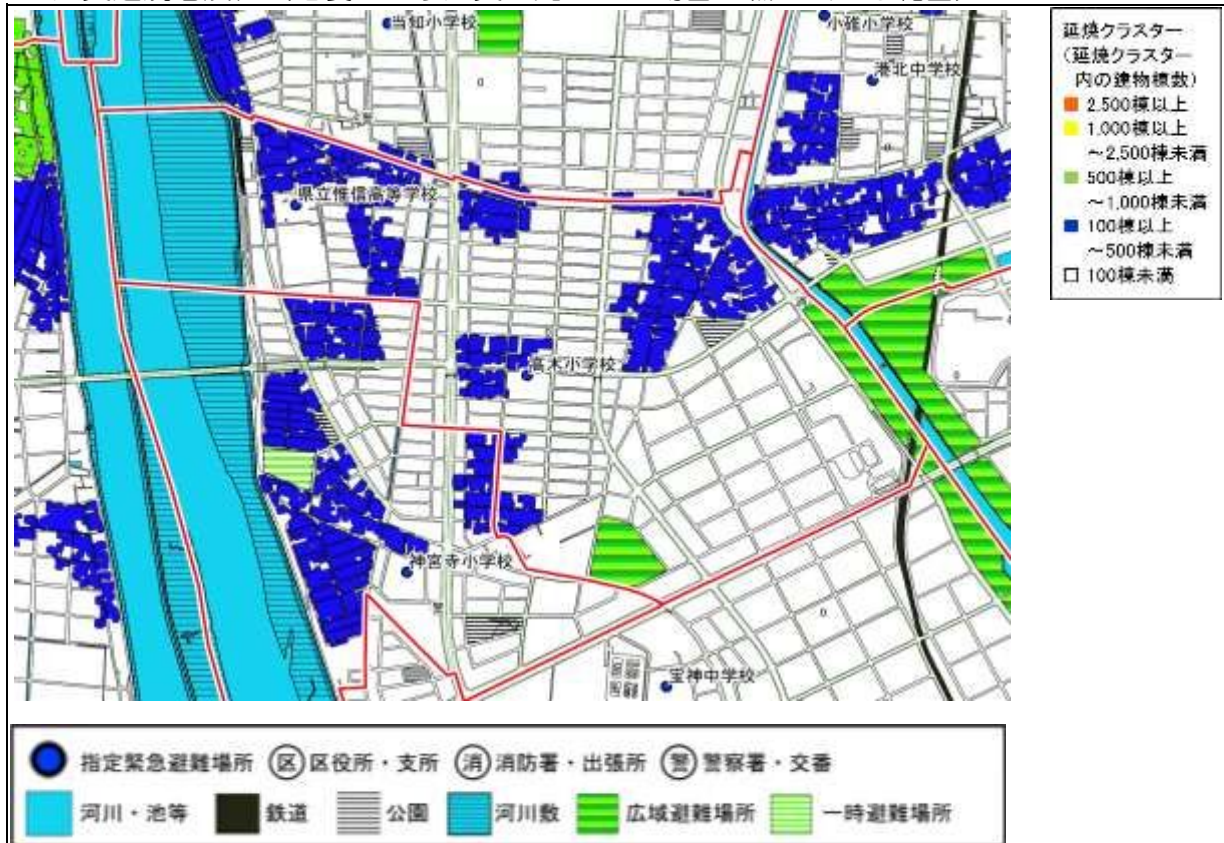 当知小学校
小碓小学校
港北中学校
県立惟信高等学校
高木小学校
神宮寺小学校
宝神中学校
延焼クラスター
(延焼クラスター
内の建物棟数)
2,500棟以上
1,000棟以上
～2,500棟未満
500棟以上
～1,000棟未満
100棟以上
～500棟未満
100棟未満
指定緊急避難場所 区 区役所・支所 消 消防署・出張所 警 警察署・交番
河川・池等 鉄道 公園 河川敷 広域避難場所 一時避難場所